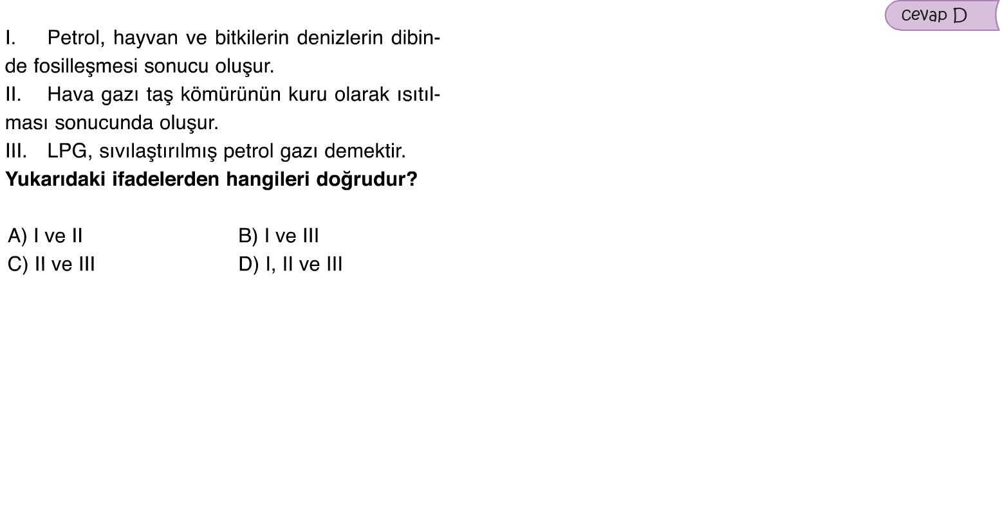 cevap D
I. Petrol, hayvan ve bitkilerin denizlerin dibin-
de fosilleşmesi sonucu oluşur.
II. Hava gazı taş kömürünün kuru olarak ısıtıl-
ması sonucunda oluşur.
III. LPG, sıvılaştırılmış petrol gazı demektir.
Yukarıdaki ifadelerden hangileri doğrudur?
A) I ve II B) I ve III
C) II ve III D) I, II ve III